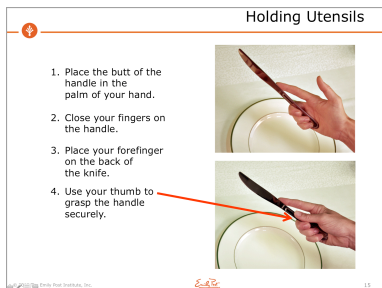 Holding Utensils
1. Place the butt of the
handle in the
palm of your hand.
2. Close your fingers on
the handle.
3. Place your forefinger
on the back of
the knife.
4. Use your thumb to
grasp the handle
securely.
Emily Post Institute, Inc.
Emily Post
15